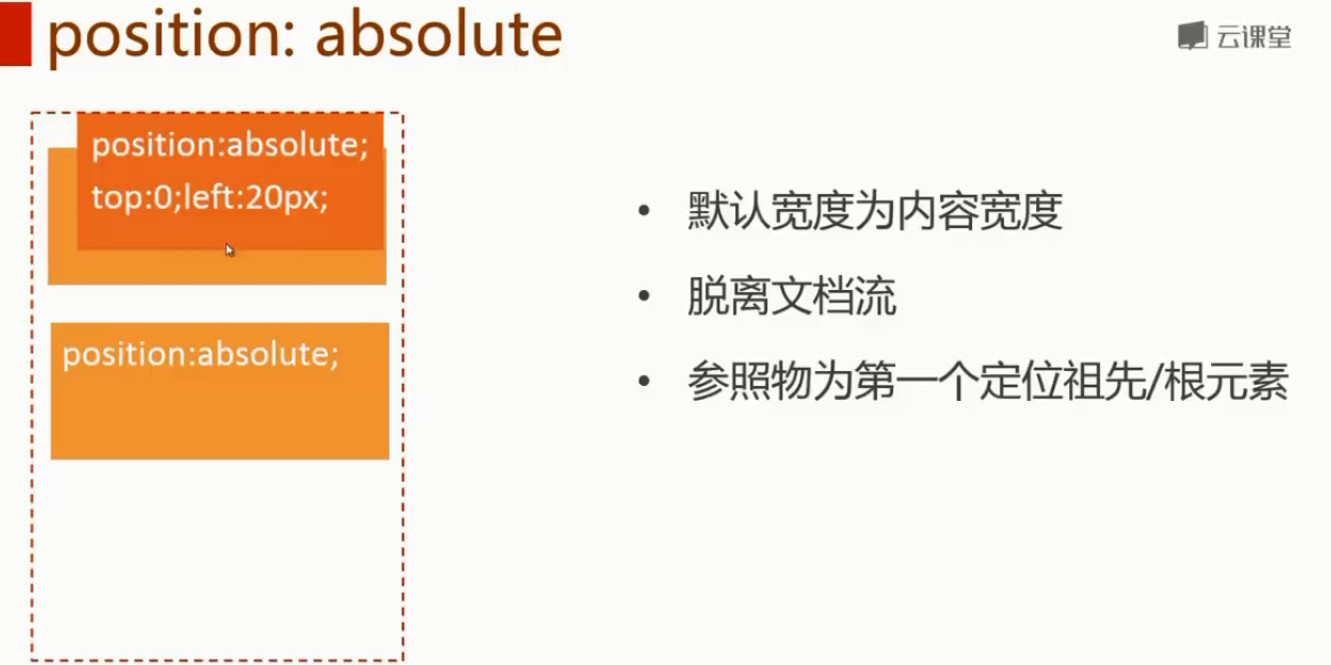 position: absolute
云课堂
position:absolute;
top:0;left:20px;
position:absolute;
• 默认宽度为内容宽度
• 脱离文档流
• 参照物为第一个定位祖先/根元素